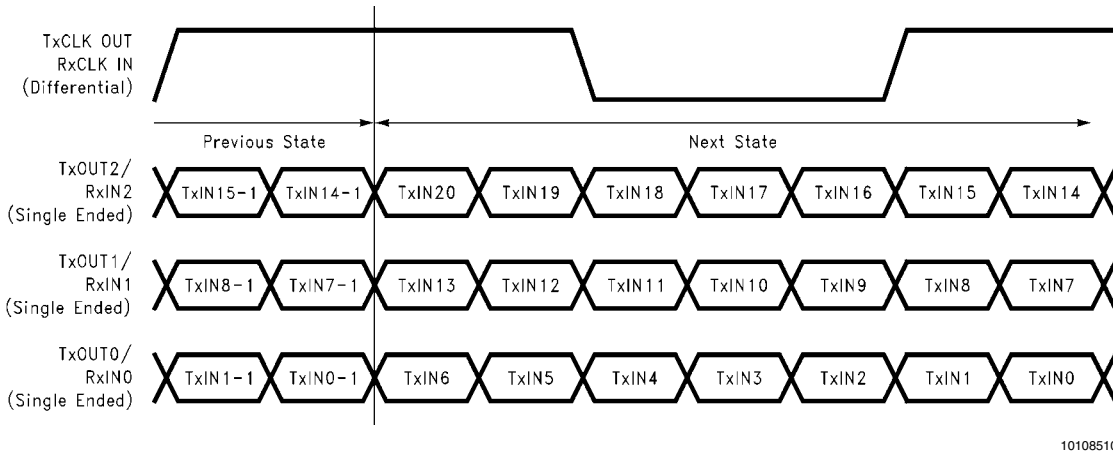 TxCLK OUT
RxCLK IN
(Differential)
Previous State
Next State
TxOUT2/
RxIN2
(Single Ended)
TxIN15-1 TxIN14-1 TxIN20 TxIN19 TxIN18 TxIN17 TxIN16 TxIN15 TxIN14
TxOUT1/
RxIN1
(Single Ended)
TxIN8-1 TxIN7-1 TxIN13 TxIN12 TxIN11 TxIN10 TxIN9 TxIN8 TxIN7
TxOUT0/
RxIN0
(Single Ended)
TxIN1-1 TxIN0-1 TxIN6 TxIN5 TxIN4 TxIN3 TxIN2 TxIN1 TxIN0
10108510